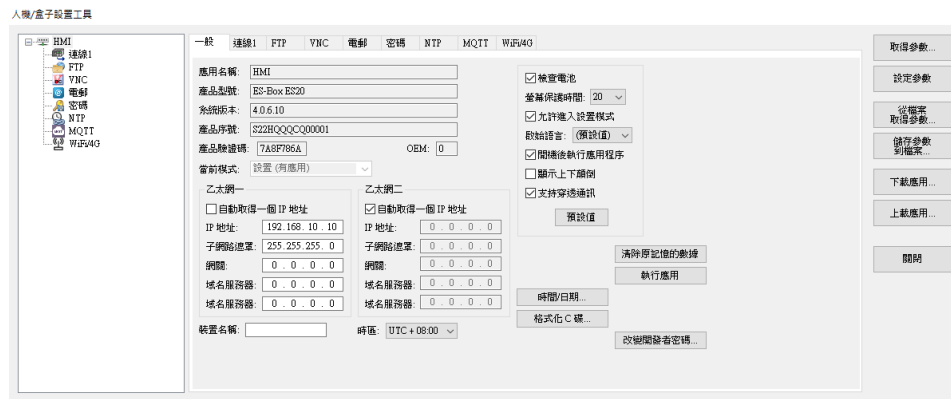 人機/盒子設置工具
HMI
連線1
FTP
VNC
電郵
密碼
NTP
MQTT
WiFi/4G
一般 連線1 FTP VNC 電郵 密碼 NTP MQTT WiFi/4G
應用名稱: HMI
產品型號: ES-Box ES20
系統版本: 4.0.6.10
產品序號: S22HQQQCQ00001
產品驗證碼: 7A8F786A OEM: 0
當前模式: 設置 (有應用)
乙太網一
自動取得一個 IP 地址
IP 地址: 192.168. 10 . 10
子網路遮罩: 255.255.255. 0
網關: 0 . 0 . 0 . 0
域名服務器: 0 . 0 . 0 . 0
域名服務器: 0 . 0 . 0 . 0
乙太網二
自動取得一個 IP 地址
IP 地址: 0 . 0 . 0 . 0
子網路遮罩: 0 . 0 . 0 . 0
網關: 0 . 0 . 0 . 0
域名服務器: 0 . 0 . 0 . 0
域名服務器: 0 . 0 . 0 . 0
裝置名稱: 時區: UTC + 08:00
檢查電池
螢幕保護時間: 20
允許進入設置模式
啟始語言: (預設值)
開機後執行應用程序
顯示上下顛倒
支持穿透通訊
預設值
清除原記憶的數據
執行應用
時間/日期...
格式化 C 碟...
改變開發者密碼...
取得參數...
設定參數
從檔案
取得參數...
儲存參數
到檔案...
下載應用...
上載應用...
關閉